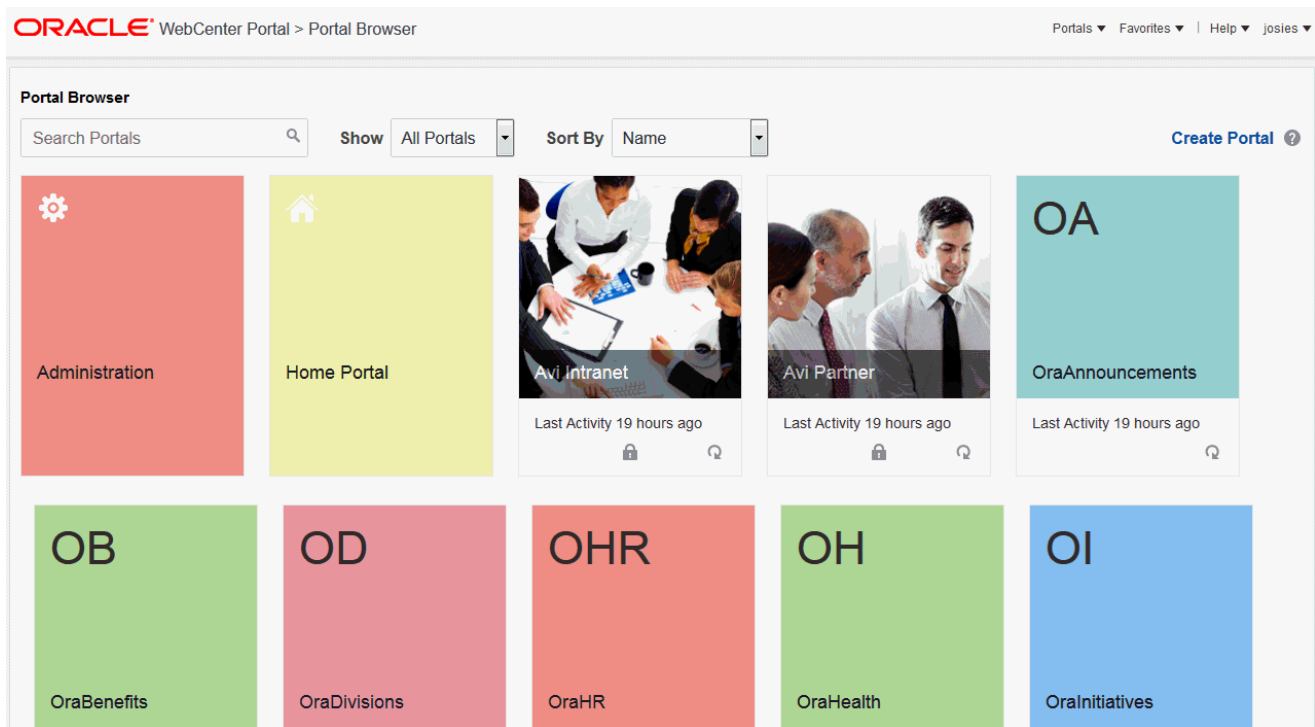 ORACLE WebCenter Portal > Portal Browser
Portals Favorites | Help josies
Portal Browser
Search Portals
Show All Portals
Sort By Name
Create Portal ?
Administration
Home Portal
Avi Intranet
Last Activity 19 hours ago
Avi Partner
Last Activity 19 hours ago
OA
OraAnnouncements
Last Activity 19 hours ago
OB
OraBenefits
OD
OraDivisions
OHR
OraHR
OH
OraHealth
OI
OraInitiatives